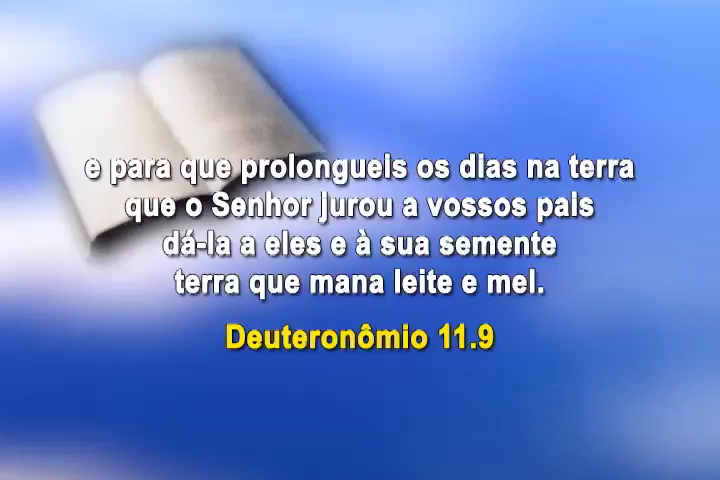 e para que prolongueis os dias na terra
que o Senhor jurou a vossos pais
dá-la a eles e à sua semente
terra que mana leite e mel.
Deuteronômio 11.9